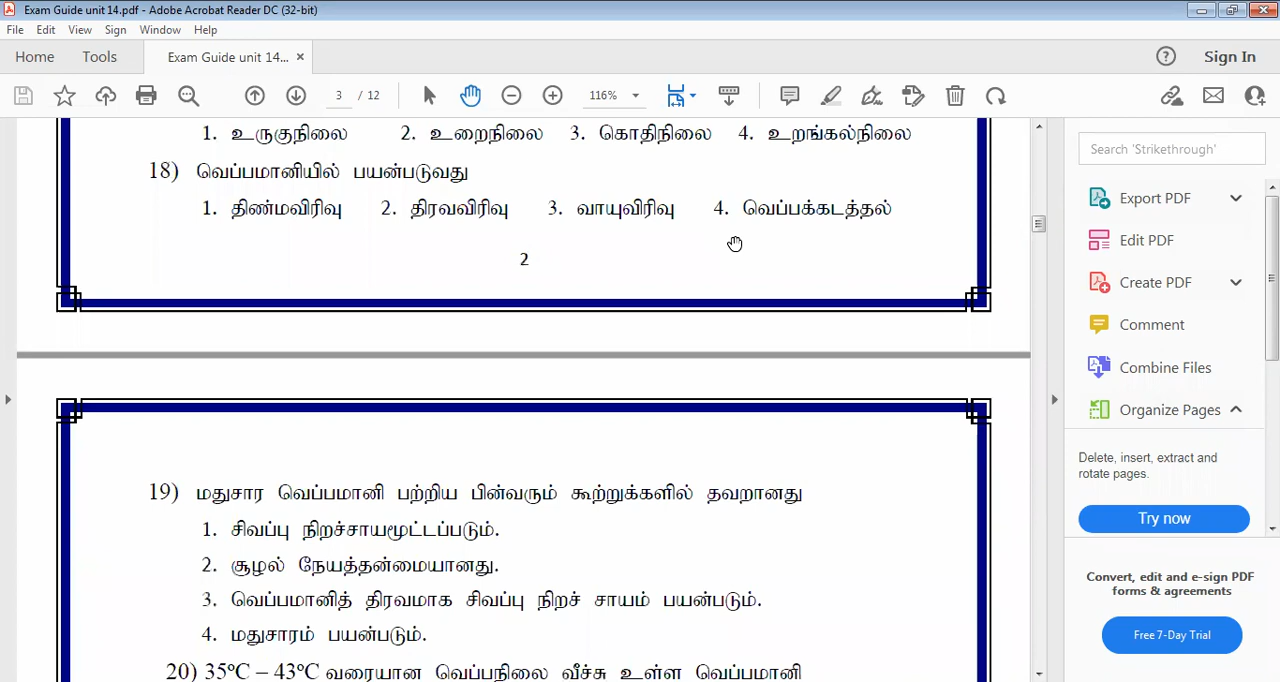 Exam Guide unit 14.pdf - Adobe Acrobat Reader DC (32-bit)
File Edit View Sign Window Help
Home Tools Exam Guide unit 14... × Sign In
3 / 12 116%
1. உருகுநிலை 2. உறைநிலை 3. கொதிநிலை 4. உறங்கல்நிலை
18) வெப்பமானியில் பயன்படுவது
1. திண்மவிரிவு 2. திரவவிரிவு 3. வாயுவிரிவு 4. வெப்பக்கடத்தல்
2
19) மதுசார வெப்பமானி பற்றிய பின்வரும் கூற்றுக்களில் தவறானது
1. சிவப்பு நிறச்சாயமூட்டப்படும்.
2. சூழல் நேயத்தன்மையானது.
3. வெப்பமானித் திரவமாக சிவப்பு நிறச் சாயம் பயன்படும்.
4. மதுசாரம் பயன்படும்.
20) 35°C – 43°C வரையான வெப்பநிலை வீச்சு உள்ள வெப்பமானி
Search 'Strikethrough'
Export PDF
Edit PDF
Create PDF
Comment
Combine Files
Organize Pages
Delete, insert, extract and
rotate pages.
Try now
Convert, edit and e-sign PDF
forms & agreements
Free 7-Day Trial